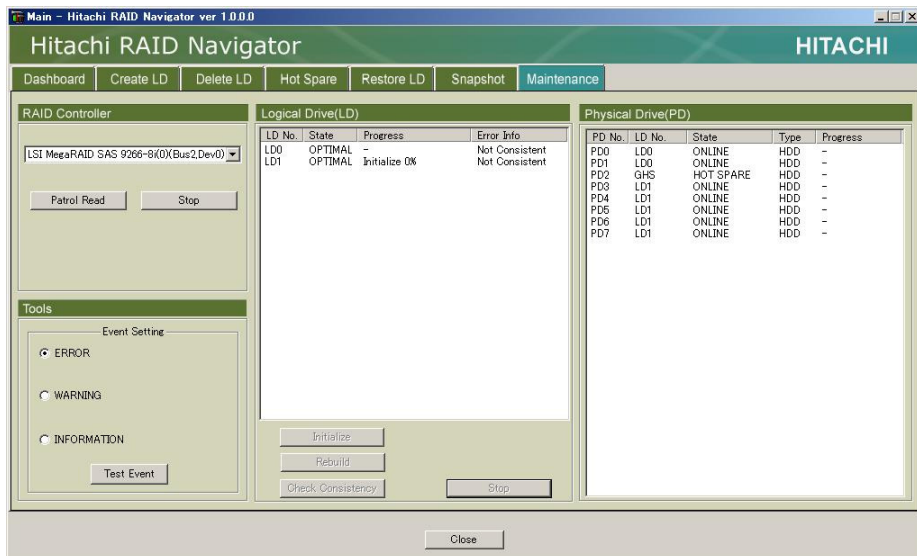 Main - Hitachi RAID Navigator ver 1.0.0.0
Hitachi RAID Navigator
HITACHI
Dashboard Create LD Delete LD Hot Spare Restore LD Snapshot Maintenance
RAID Controller
LSI MegaRAID SAS 9266-8i(0)(Bus2,Dev0)
Patrol Read Stop
Tools
Event Setting
ERROR
WARNING
INFORMATION
Test Event
Logical Drive(LD)
LD No. State Progress Error Info
LD0 OPTIMAL - Not Consistent
LD1 OPTIMAL Initialize 0% Not Consistent
Initialize
Rebuild
Check Consistency Stop
Physical Drive(PD)
PD No. LD No. State Type Progress
PD0 LD0 ONLINE HDD -
PD1 LD0 ONLINE HDD -
PD2 GHS HOT SPARE HDD -
PD3 LD1 ONLINE HDD -
PD4 LD1 ONLINE HDD -
PD5 LD1 ONLINE HDD -
PD6 LD1 ONLINE HDD -
PD7 LD1 ONLINE HDD -
Close